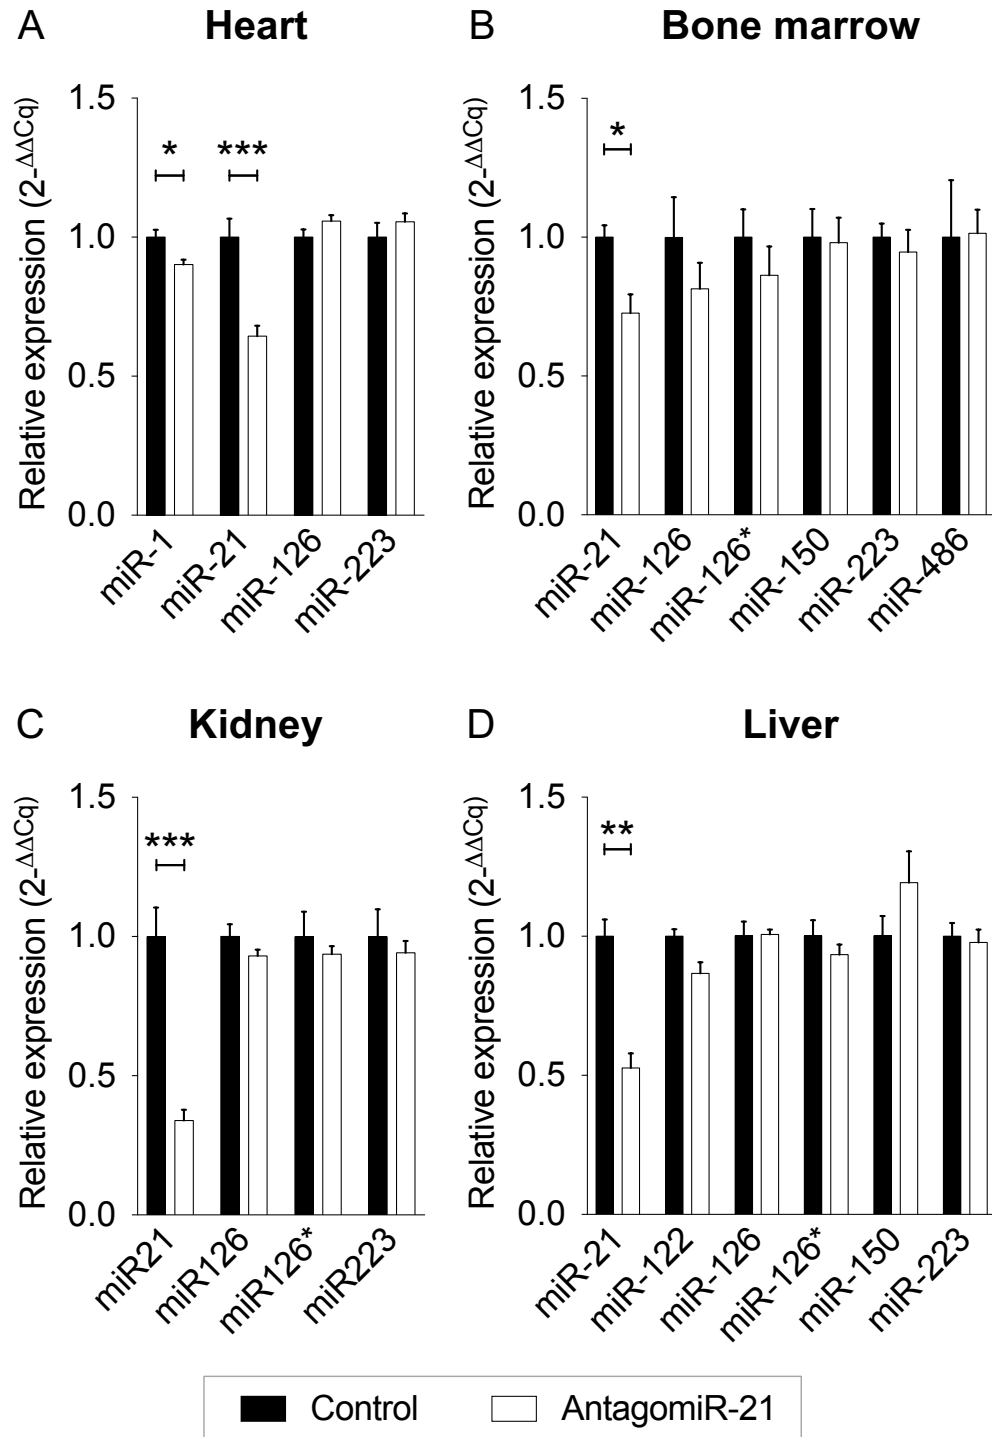 A Heart
Relative expression (2-ΔΔCq)
1.5
1.0
0.5
0.0
* ***
miR-1 miR-21 miR-126 miR-223
B Bone marrow
Relative expression (2-ΔΔCq)
1.5
1.0
0.5
0.0
*
miR-21 miR-126 miR-126* miR-150 miR-223 miR-486
C Kidney
Relative expression (2-ΔΔCq)
1.5
1.0
0.5
0.0
***
miR21 miR126 miR126* miR223
D Liver
Relative expression (2-ΔΔCq)
1.5
1.0
0.5
0.0
**
miR-21 miR-122 miR-126 miR-126* miR-150 miR-223
Control AntagomiR-21